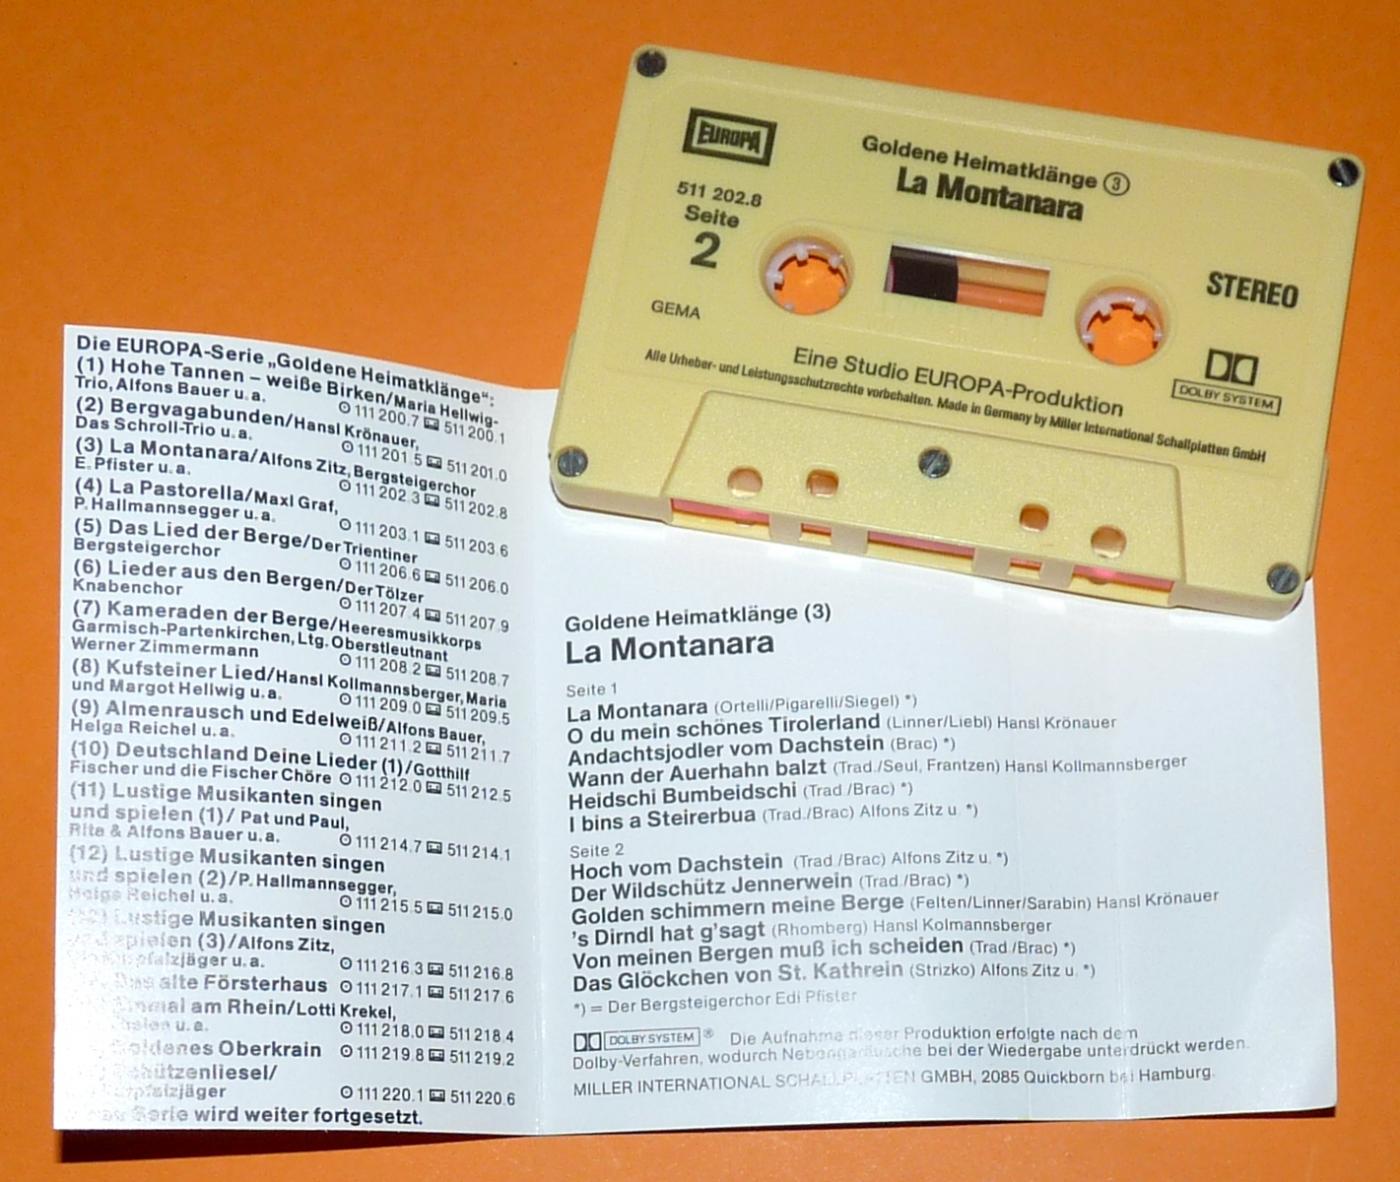 EUROPA
Goldene Heimatklänge ③
La Montanara
511 202.8
Seite
2
GEMA
STEREO
DOLBY SYSTEM
Eine Studio EUROPA-Produktion
Alle Urheber- und Leistungsschutzrechte vorbehalten. Made in Germany by Miller International Schallplatten GmbH
Die EUROPA-Serie „Goldene Heimatklänge“:
(1) Hohe Tannen – weiße Birken/Maria Hellwig-
Trio, Alfons Bauer u. a. 111 200.7 511 200.1
(2) Bergvagabunden/Hansl Krönauer,
Das Schroll-Trio u. a. 111 201.5 511 201.0
(3) La Montanara/Alfons Zitz, Bergsteigerchor
E. Pfister u. a. 111 202.3 511 202.8
(4) La Pastorella/Maxl Graf,
P. Hallmannsegger u. a. 111 203.1 511 203.6
(5) Das Lied der Berge/Der Trientiner
Bergsteigerchor 111 206.6 511 206.0
(6) Lieder aus den Bergen/Der Tölzer
Knabenchor 111 207.4 511 207.9
(7) Kameraden der Berge/Heeresmusikkorps
Garmisch-Partenkirchen, Ltg. Oberstleutnant
Werner Zimmermann 111 208.2 511 208.7
(8) Kufsteiner Lied/Hansl Kollmannsberger, Maria
und Margot Hellwig u. a. 111 209.0 511 209.5
(9) Almenrausch und Edelweiß/Alfons Bauer,
Helga Reichel u. a. 111 211.2 511 211.7
(10) Deutschland Deine Lieder (1)/Gotthilf
Fischer und die Fischer Chöre 111 212.0 511 212.5
(11) Lustige Musikanten singen
und spielen (1)/ Pat und Paul,
Rita & Alfons Bauer u. a. 111 214.7 511 214.1
(12) Lustige Musikanten singen
und spielen (2)/P. Hallmannsegger,
Helga Reichel u. a. 111 215.5 511 215.0
Lustige Musikanten singen
und spielen (3)/Alfons Zitz,
u. a. 111 216.3 511 216.8
Das alte Försterhaus 111 217.1 511 217.6
Einmal am Rhein/Lotti Krekel,
u. a. 111 218.0 511 218.4
Goldenes Oberkrain 111 219.8 511 219.2
Schützenliesel/
111 220.1 511 220.6
Serie wird weiter fortgesetzt.
Goldene Heimatklänge (3)
La Montanara
Seite 1
La Montanara (Ortelli/Pigarelli/Siegel) *)
O du mein schönes Tirolerland (Linner/Liebl) Hansl Krönauer
Andachtsjodler vom Dachstein (Brac) *)
Wann der Auerhahn balzt (Trad./Seul, Frantzen) Hansl Kollmannsberger
Heidschi Bumbeidschi (Trad./Brac) *)
I bins a Steirerbua (Trad./Brac) Alfons Zitz u. *)
Seite 2
Hoch vom Dachstein (Trad./Brac) Alfons Zitz u. *)
Der Wildschütz Jennerwein (Trad./Brac) *)
Golden schimmern meine Berge (Felten/Linner/Sarabin) Hansl Krönauer
's Dirndl hat g'sagt (Rhomberg) Hansl Kolmannsberger
Von meinen Bergen muß ich scheiden (Trad./Brac) *)
Das Glöckchen von St. Kathrein (Strizko) Alfons Zitz u. *)
*) = Der Bergsteigerchor Edi Pfister
DOLBY SYSTEM ® Die Aufnahme dieser Produktion erfolgte nach dem
Dolby-Verfahren, wodurch Nebengeräusche bei der Wiedergabe unterdrückt werden.
MILLER INTERNATIONAL SCHALLPLATTEN GMBH, 2085 Quickborn bei Hamburg.